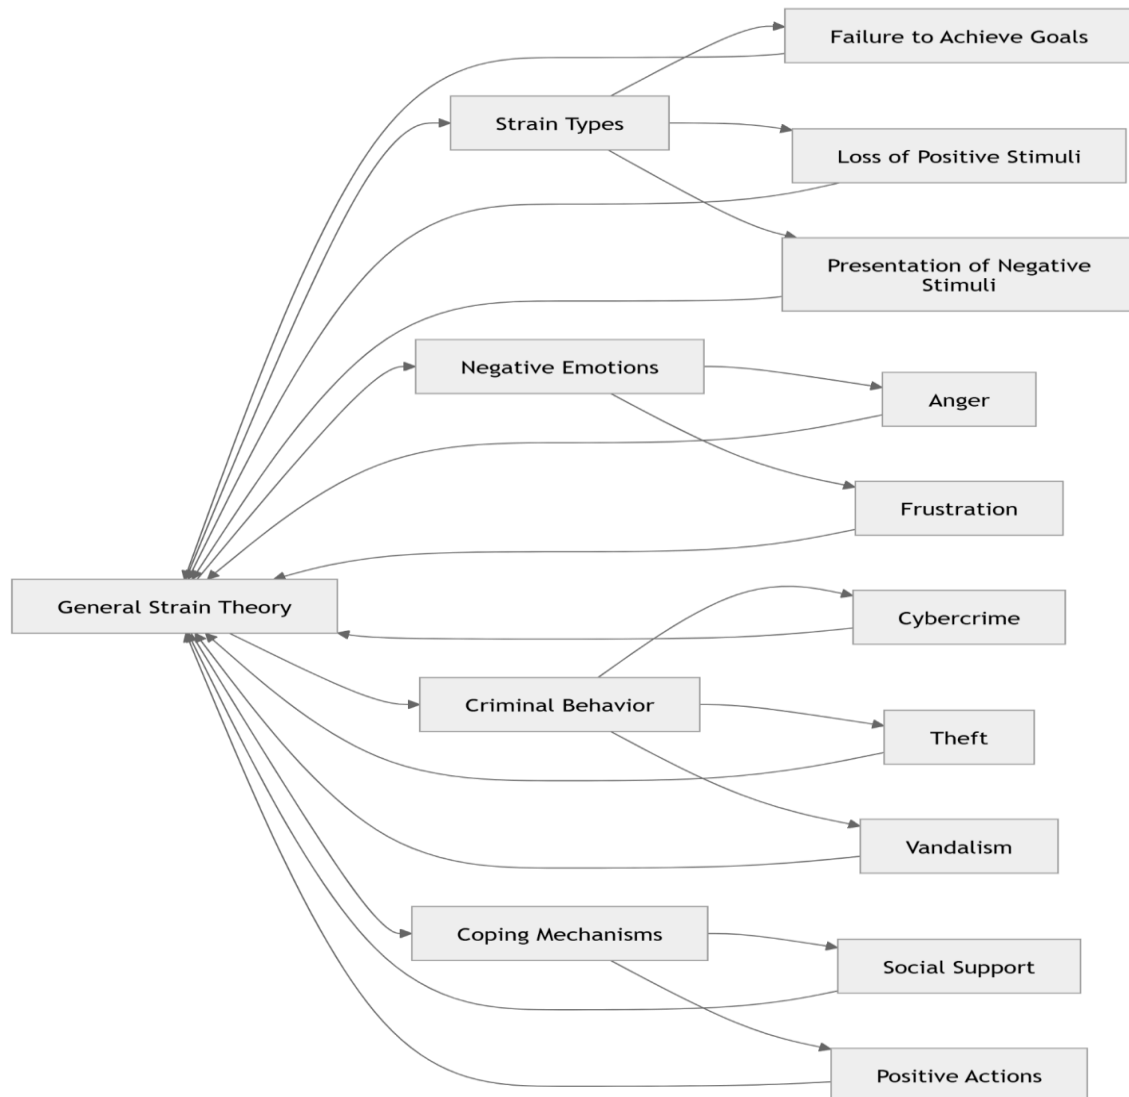 Failure to Achieve Goals
Strain Types
Loss of Positive Stimuli
Presentation of Negative
Stimuli
Negative Emotions
Anger
Frustration
General Strain Theory
Cybercrime
Criminal Behavior
Theft
Vandalism
Coping Mechanisms
Social Support
Positive Actions